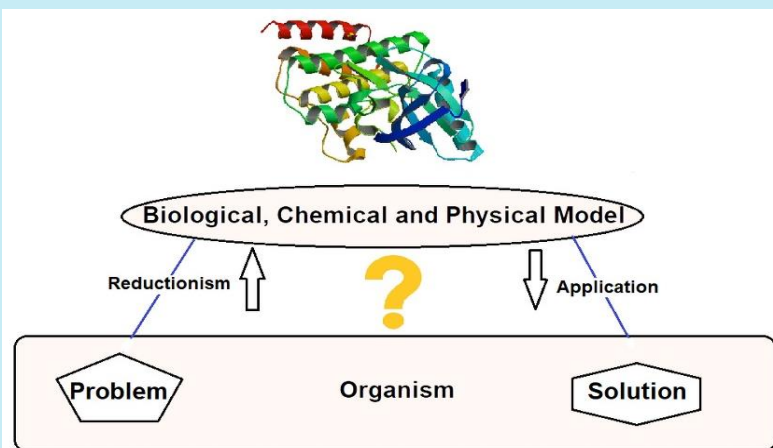 Biological, Chemical and Physical Model
Reductionism
?
Application
Problem
Organism
Solution